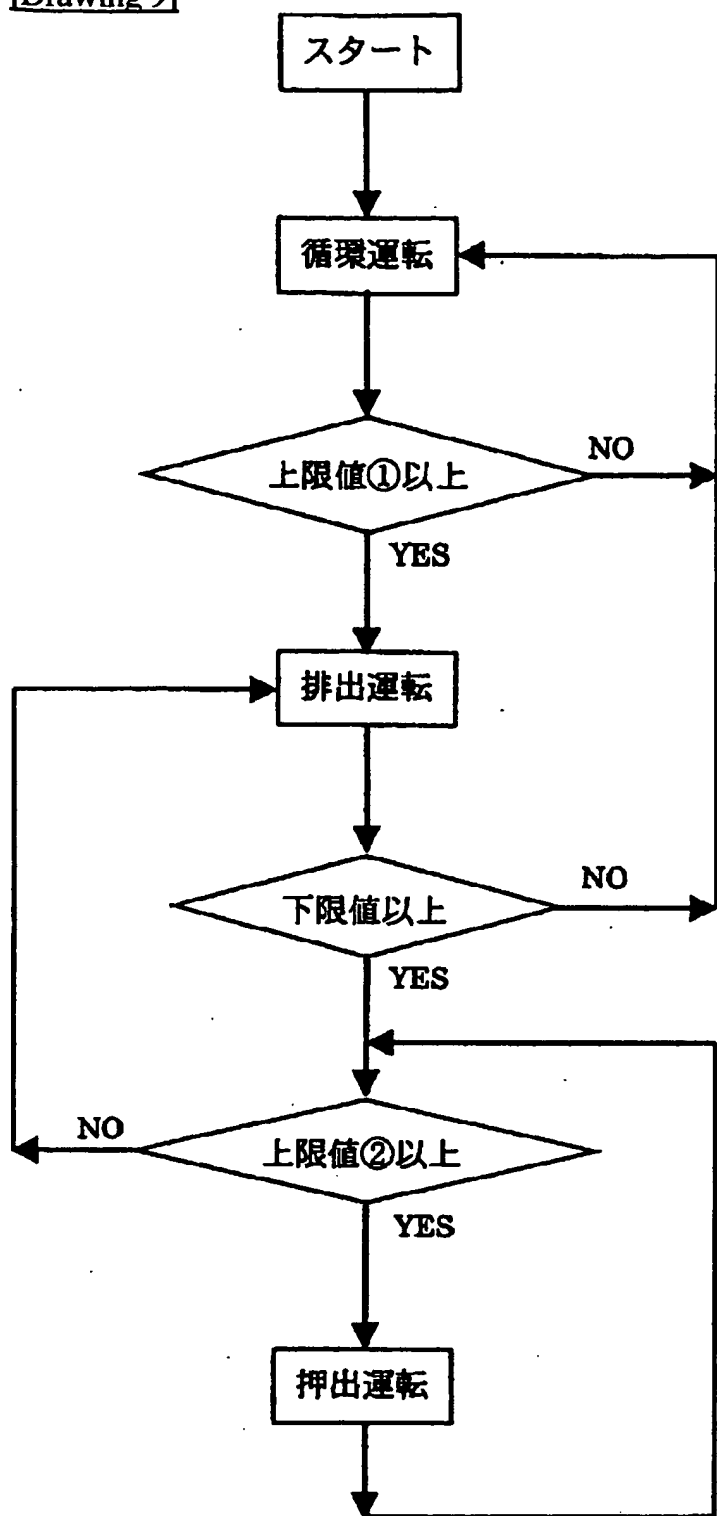 [Drawing 9]
スタート
循環運転
上限値①以上
NO
YES
排出運転
下限値以上
NO
YES
上限値②以上
NO
YES
押出運転